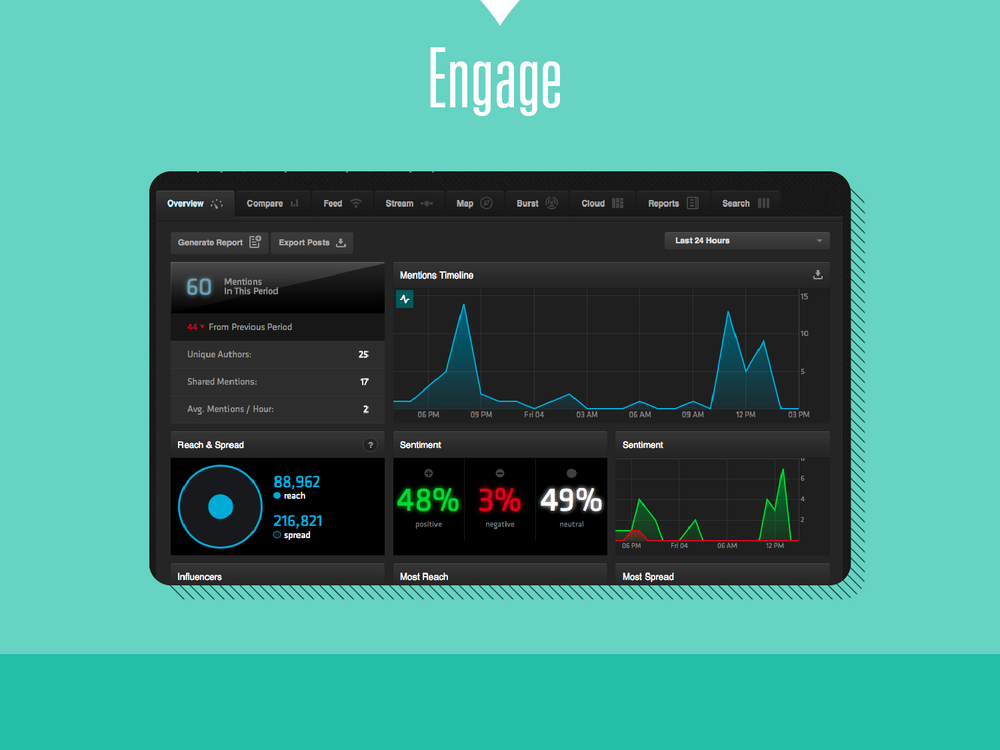 Engage
Overview
Compare
Feed
Stream
Map
Burst
Cloud
Reports
Search
Generate Report
Export Posts
Last 24 Hours
60
Mentions
In This Period
44 ▼ From Previous Period
Unique Authors: 25
Shared Mentions: 17
Avg. Mentions / Hour: 2
Mentions Timeline
15
10
5
06 PM 09 PM Fri 04 03 AM 06 AM 09 AM 12 PM 03 PM
Reach & Spread ?
88,962
reach
216,821
spread
Sentiment
48% 3% 49%
positive negative neutral
Sentiment
6
4
2
06 PM Fri 04 06 AM 12 PM
Influencers
Most Reach
Most Spread